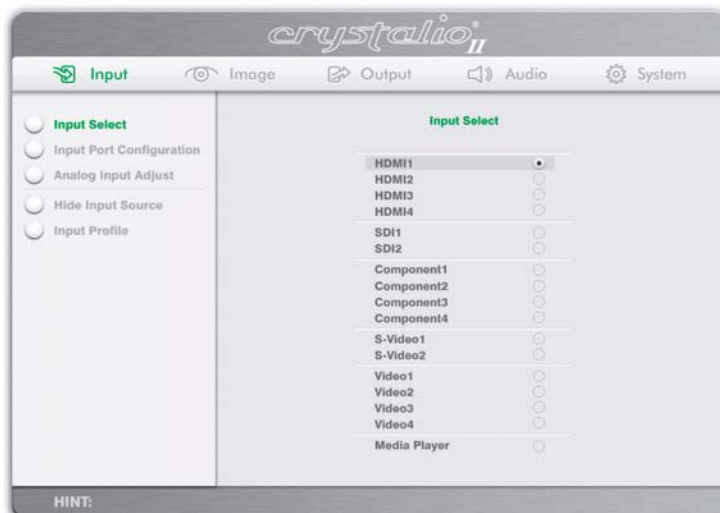 crystalio® II
Input Image Output Audio System
Input Select
Input Port Configuration
Analog Input Adjust
Hide Input Source
Input Profile
Input Select
HDMI1
HDMI2
HDMI3
HDMI4
SDI1
SDI2
Component1
Component2
Component3
Component4
S-Video1
S-Video2
Video1
Video2
Video3
Video4
Media Player
HINT: